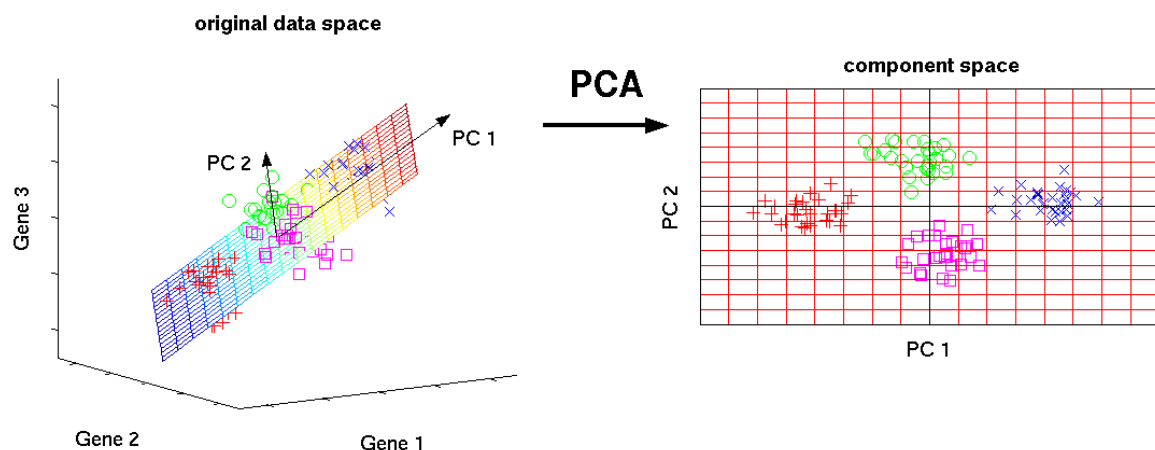 original data space
PCA
component space
PC 1
PC 2
Gene 3
PC 2
Gene 2
Gene 1
PC 1